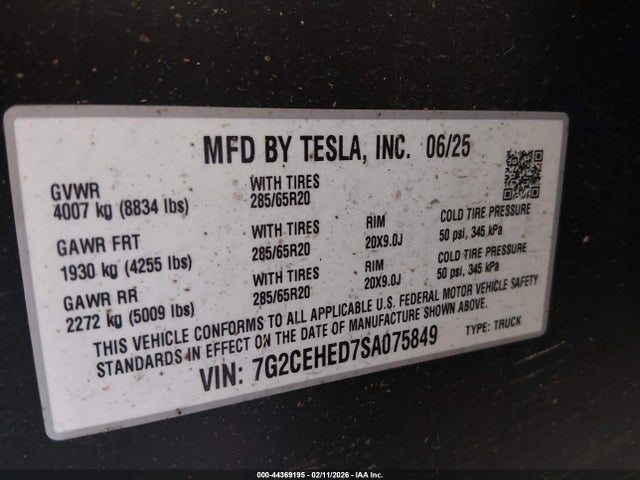 MFD BY TESLA, INC. 06/25
GVWR
4007 kg (8834 lbs)
WITH TIRES
285/65R20
GAWR FRT
1930 kg (4255 lbs)
WITH TIRES
285/65R20
RIM
20X9.0J
COLD TIRE PRESSURE
50 psi, 345 kPa
GAWR RR
2272 kg (5009 lbs)
WITH TIRES
285/65R20
RIM
20X9.0J
COLD TIRE PRESSURE
50 psi, 345 kPa
THIS VEHICLE CONFORMS TO ALL APPLICABLE U.S. FEDERAL MOTOR VEHICLE SAFETY
STANDARDS IN EFFECT ON THE DATE OF MANUFACTURE SHOWN ABOVE.
VIN: 7G2CEHED7SA075849
TYPE: TRUCK
000-44369195 - 02/11/2026 - IAA Inc.